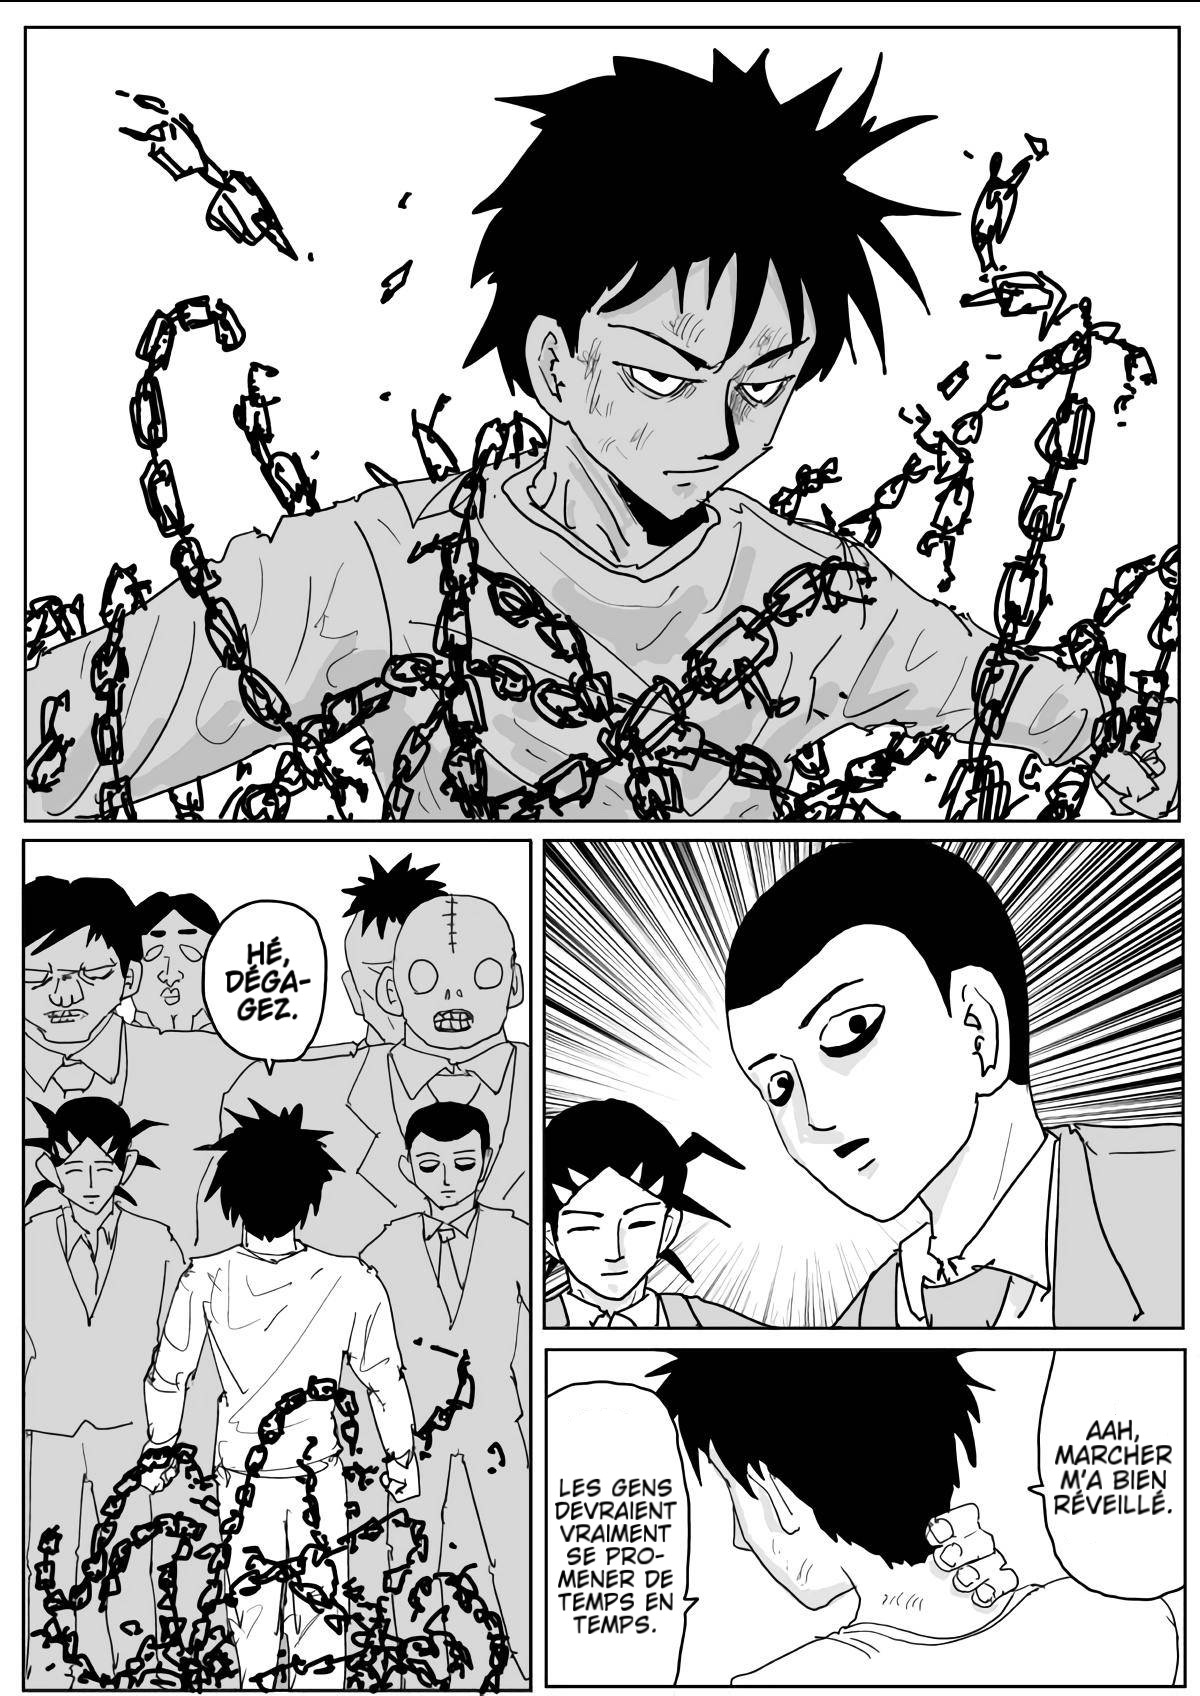 HÉ,
DÉGA-
GEZ.
AAH,
MARCHER
M'A BIEN
RÉVEILLÉ.
LES GENS
DEVRAIENT
VRAIMENT
SE PRO-
MENER DE
TEMPS EN
TEMPS.